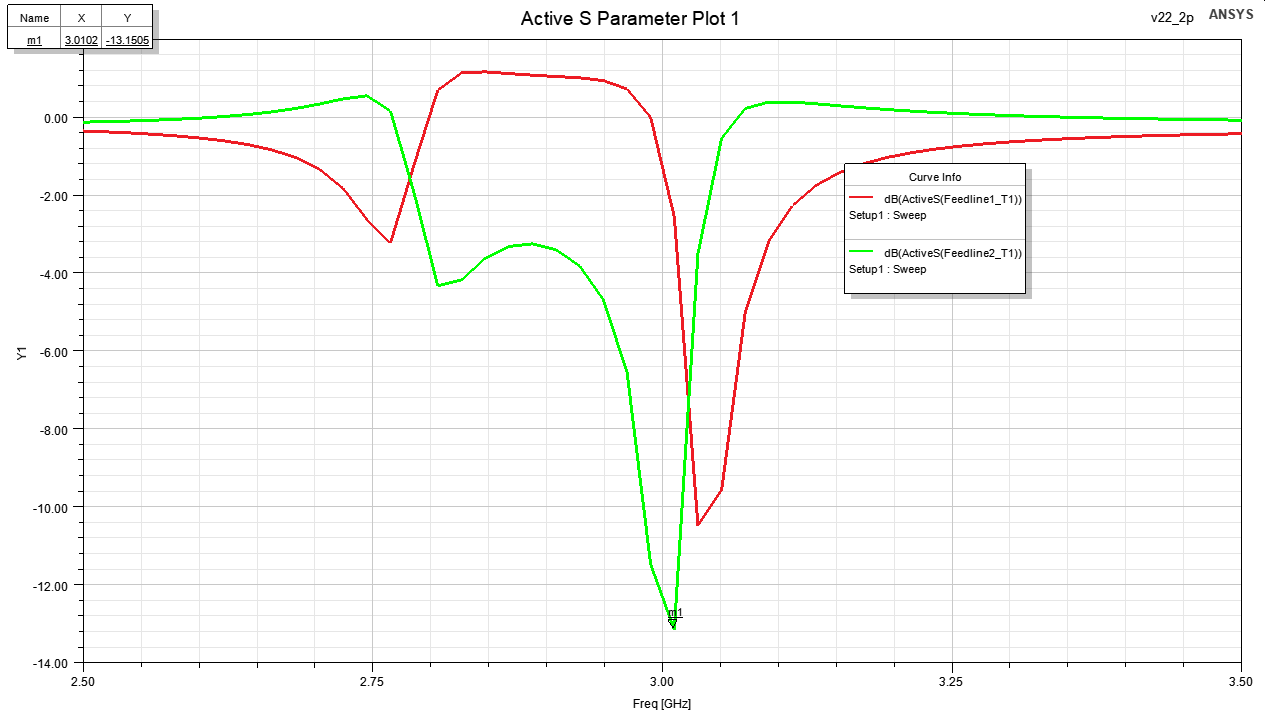 Name X Y
m1 3.0102 -13.1505
Active S Parameter Plot 1
v22_2p ANSYS
0.00
-2.00
-4.00
-6.00
-8.00
-10.00
-12.00
-14.00
Y1
Curve Info
dB(ActiveS(Feedline1_T1))
Setup1 : Sweep
dB(ActiveS(Feedline2_T1))
Setup1 : Sweep
m1
2.50 2.75 3.00 3.25 3.50
Freq [GHz]